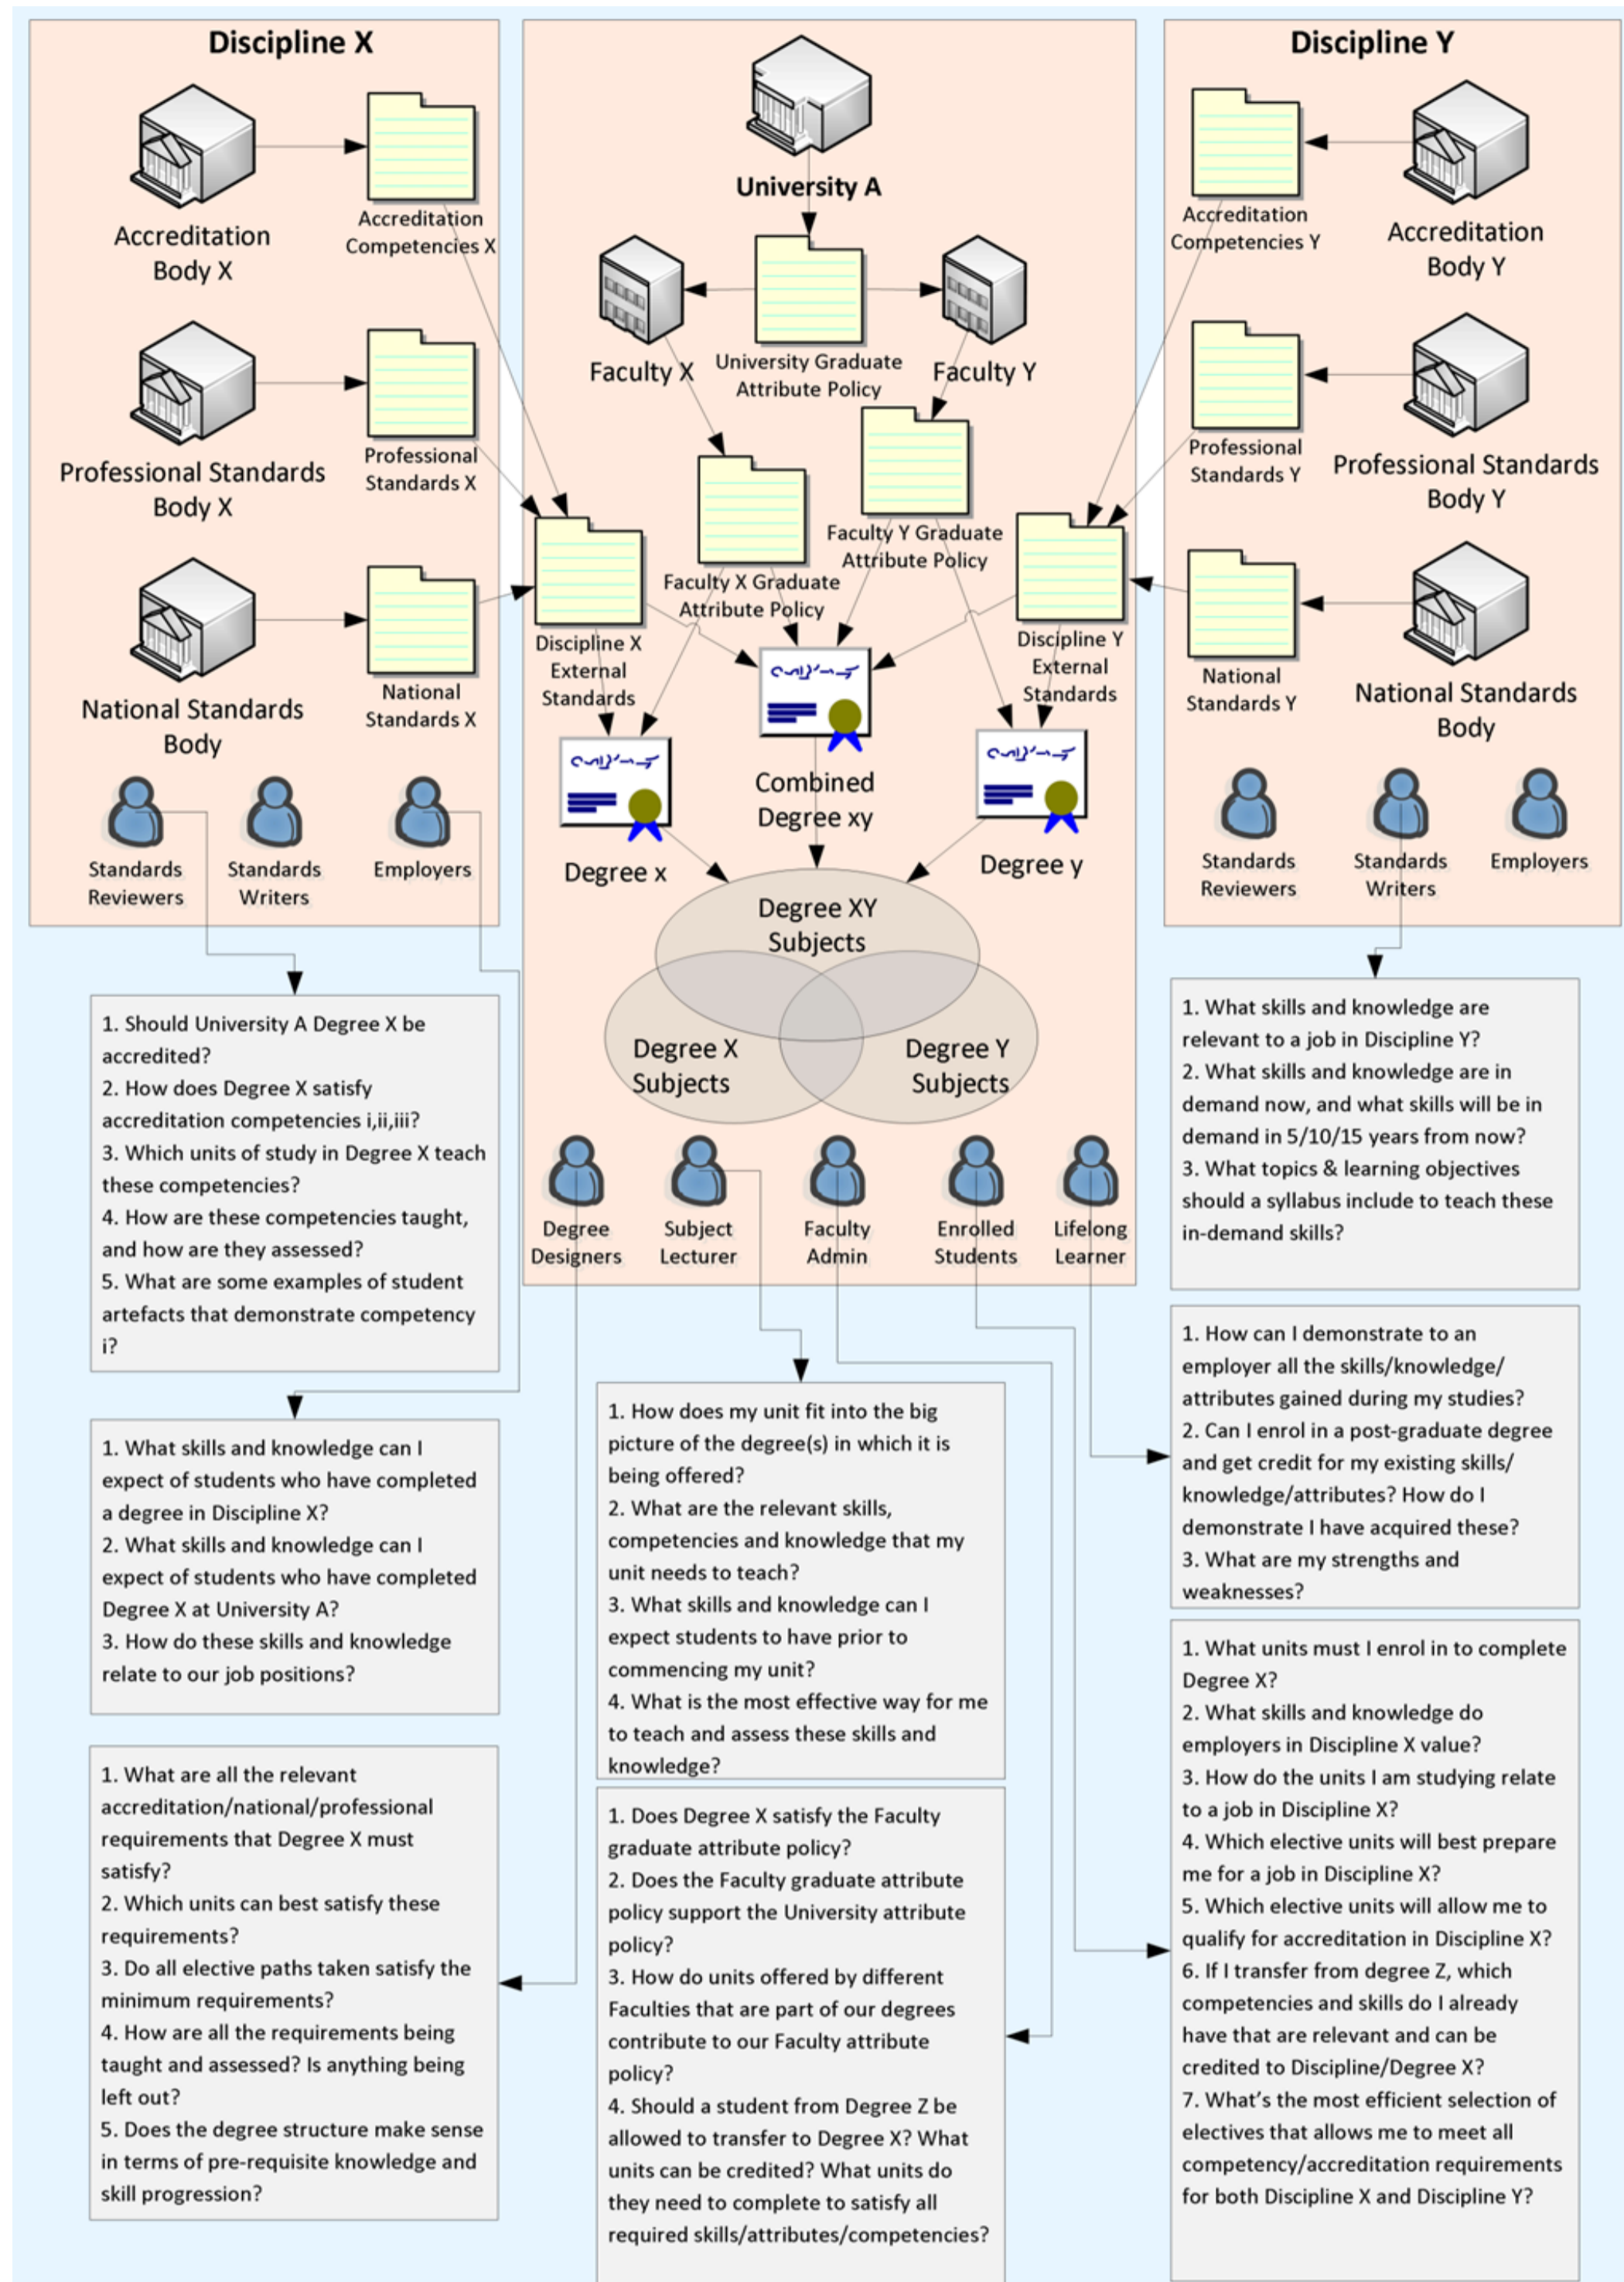 Discipline X
Accreditation
Body X
Accreditation
Competencies X
Professional Standards
Body X
Professional
Standards X
National Standards
Body
National
Standards X
Standards
Reviewers
Standards
Writers
Employers
University A
Faculty X
University Graduate
Attribute Policy
Faculty Y
Faculty X Graduate
Attribute Policy
Faculty Y Graduate
Attribute Policy
Discipline X
External
Standards
Discipline Y
External
Standards
Degree x
Combined
Degree xy
Degree y
Degree XY
Subjects
Degree X
Subjects
Degree Y
Subjects
Degree
Designers
Subject
Lecturer
Faculty
Admin
Enrolled
Students
Lifelong
Learner
Discipline Y
Accreditation
Competencies Y
Accreditation
Body Y
Professional
Standards Y
Professional Standards
Body Y
National
Standards Y
National Standards
Body
Standards
Reviewers
Standards
Writers
Employers
1. Should University A Degree X be
accredited?
2. How does Degree X satisfy
accreditation competencies i,ii,iii?
3. Which units of study in Degree X teach
these competencies?
4. How are these competencies taught,
and how are they assessed?
5. What are some examples of student
artefacts that demonstrate competency
i?
1. What skills and knowledge can I
expect of students who have completed
a degree in Discipline X?
2. What skills and knowledge can I
expect of students who have completed
Degree X at University A?
3. How do these skills and knowledge
relate to our job positions?
1. What are all the relevant
accreditation/national/professional
requirements that Degree X must
satisfy?
2. Which units can best satisfy these
requirements?
3. Do all elective paths taken satisfy the
minimum requirements?
4. How are all the requirements being
taught and assessed? Is anything being
left out?
5. Does the degree structure make sense
in terms of pre-requisite knowledge and
skill progression?
1. How does my unit fit into the big
picture of the degree(s) in which it is
being offered?
2. What are the relevant skills,
competencies and knowledge that my
unit needs to teach?
3. What skills and knowledge can I
expect students to have prior to
commencing my unit?
4. What is the most effective way for me
to teach and assess these skills and
knowledge?
1. Does Degree X satisfy the Faculty
graduate attribute policy?
2. Does the Faculty graduate attribute
policy support the University attribute
policy?
3. How do units offered by different
Faculties that are part of our degrees
contribute to our Faculty attribute
policy?
4. Should a student from Degree Z be
allowed to transfer to Degree X? What
units can be credited? What units do
they need to complete to satisfy all
required skills/attributes/competencies?
1. What skills and knowledge are
relevant to a job in Discipline Y?
2. What skills and knowledge are in
demand now, and what skills will be in
demand in 5/10/15 years from now?
3. What topics & learning objectives
should a syllabus include to teach these
in-demand skills?
1. How can I demonstrate to an
employer all the skills/knowledge/
attributes gained during my studies?
2. Can I enrol in a post-graduate degree
and get credit for my existing skills/
knowledge/attributes? How do I
demonstrate I have acquired these?
3. What are my strengths and
weaknesses?
1. What units must I enrol in to complete
Degree X?
2. What skills and knowledge do
employers in Discipline X value?
3. How do the units I am studying relate
to a job in Discipline X?
4. Which elective units will best prepare
me for a job in Discipline X?
5. Which elective units will allow me to
qualify for accreditation in Discipline X?
6. If I transfer from degree Z, which
competencies and skills do I already
have that are relevant and can be
credited to Discipline/Degree X?
7. What's the most efficient selection of
electives that allows me to meet all
competency/accreditation requirements
for both Discipline X and Discipline Y?